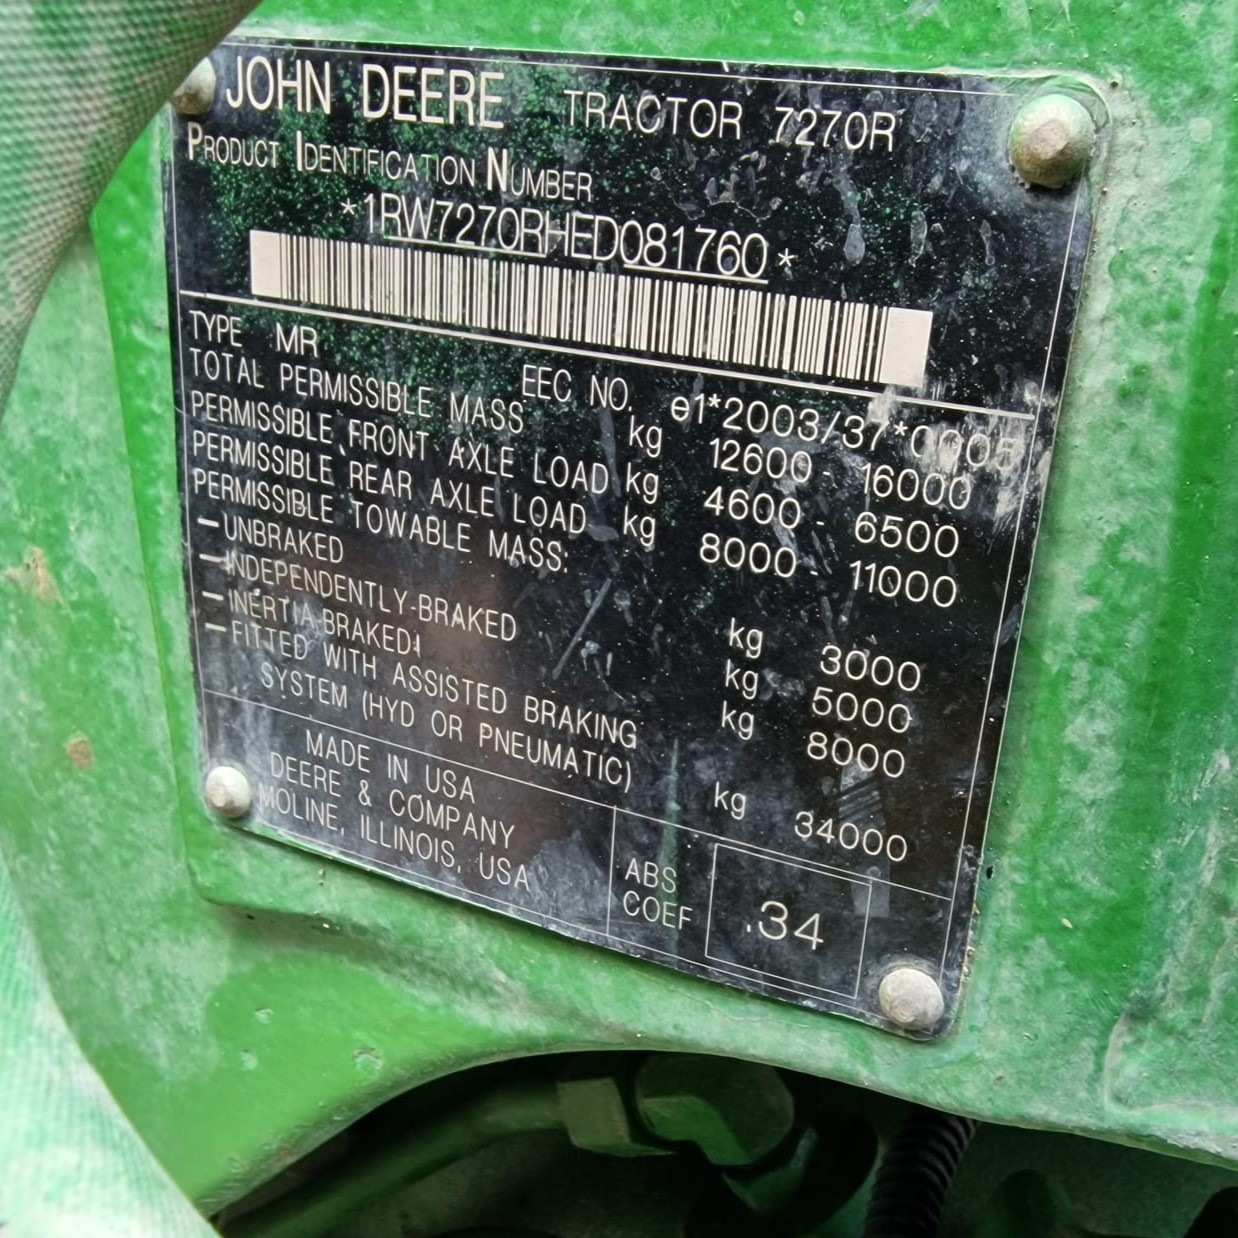 JOHN DEERE TRACTOR 7270R
PRODUCT IDENTIFICATION NUMBER
*1RW7270RHED081760*
TYPE MR EEC NO. e1*2003/37*0005
TOTAL PERMISSIBLE MASS kg 12600 - 16000
PERMISSIBLE FRONT AXLE LOAD kg 4600 - 6500
PERMISSIBLE REAR AXLE LOAD kg 8000 - 11000
PERMISSIBLE TOWABLE MASS:
– UNBRAKED kg 3000
– INDEPENDENTLY-BRAKED kg 5000
– INERTIA-BRAKED: kg 8000
– FITTED WITH ASSISTED BRAKING
SYSTEM (HYD OR PNEUMATIC) kg 34000
MADE IN USA
DEERE & COMPANY
MOLINE, ILLINOIS, USA
ABS
COEF
.34